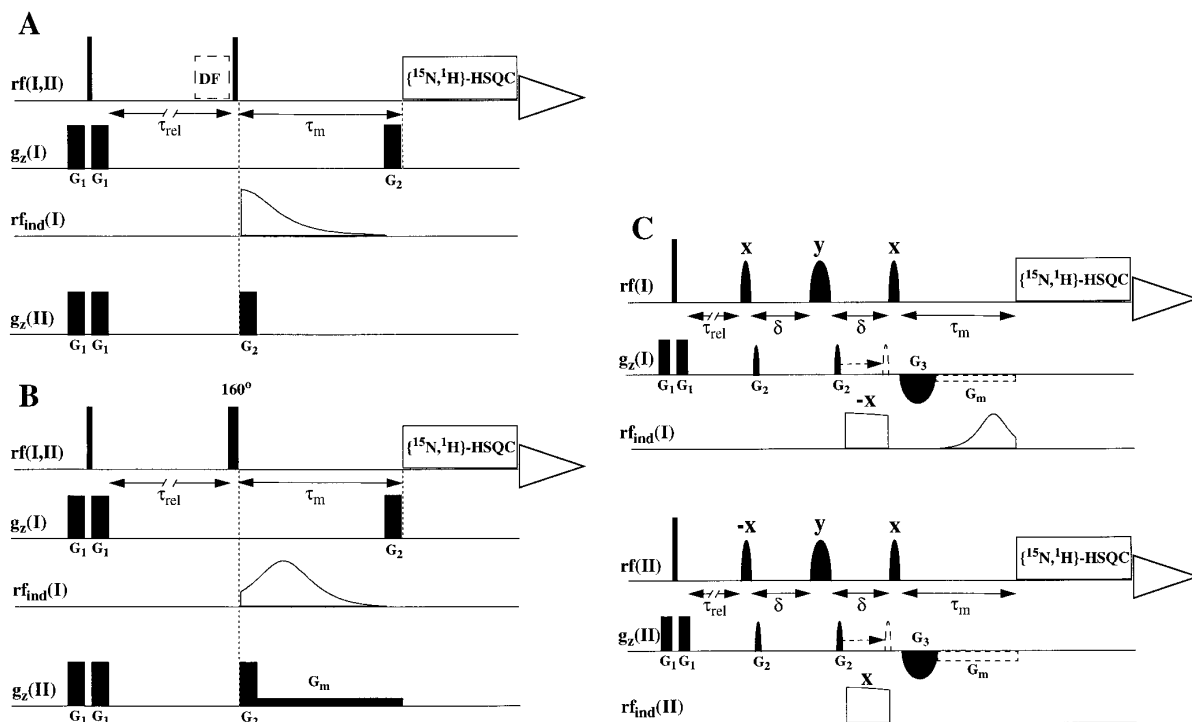 A
rf(I,II)
DF
{¹⁵N,¹H}-HSQC
τrel
τm
gz(I)
G1 G1
G2
rfind(I)
gz(II)
G1 G1
G2
B
160°
rf(I,II)
{¹⁵N,¹H}-HSQC
τrel
τm
gz(I)
G1 G1
G2
rfind(I)
gz(II)
Gm
G1 G1
G2
C
x
y
x
rf(I)
{¹⁵N,¹H}-HSQC
τrel
δ
δ
τm
gz(I)
G3
G1 G1
G2
G2
Gm
-x
rfind(I)
-x
y
x
rf(II)
{¹⁵N,¹H}-HSQC
τrel
δ
δ
τm
gz(II)
G3
G1 G1
G2
G2
Gm
x
rfind(II)